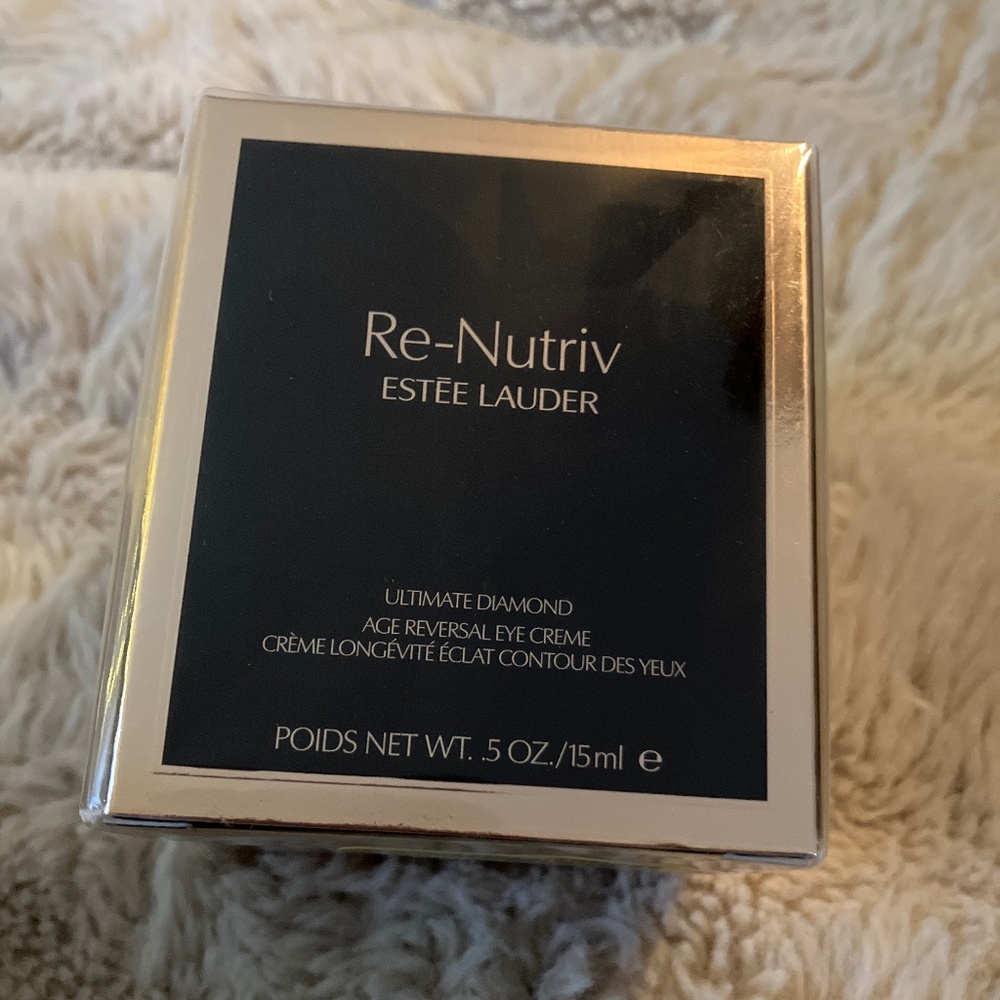 Re-Nutriv
ESTĒE LAUDER
ULTIMATE DIAMOND
AGE REVERSAL EYE CREME
CRÈME LONGÉVITÉ ÉCLAT CONTOUR DES YEUX
POIDS NET WT. .5 OZ./15ml ℮